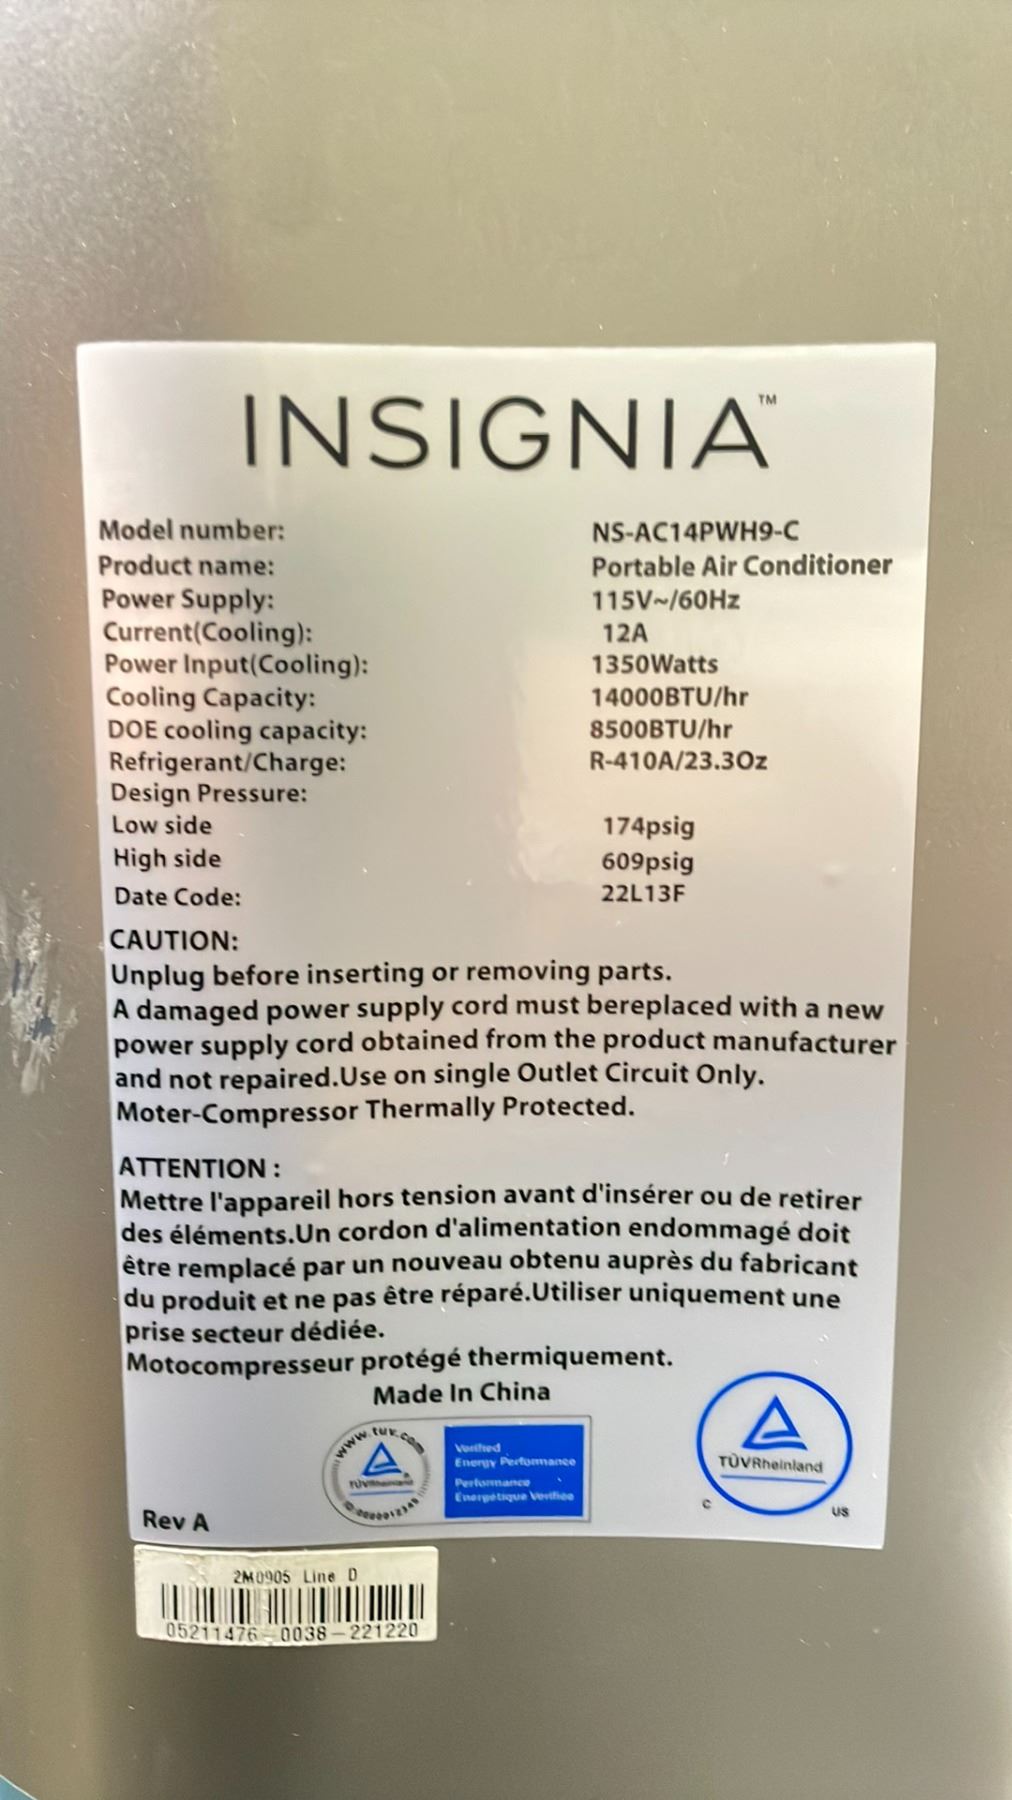 INSIGNIA™
Model number: NS-AC14PWH9-C
Product name: Portable Air Conditioner
Power Supply: 115V~/60Hz
Current(Cooling): 12A
Power Input(Cooling): 1350Watts
Cooling Capacity: 14000BTU/hr
DOE cooling capacity: 8500BTU/hr
Refrigerant/Charge: R-410A/23.3Oz
Design Pressure:
Low side 174psig
High side 609psig
Date Code: 22L13F
CAUTION:
Unplug before inserting or removing parts.
A damaged power supply cord must bereplaced with a new
power supply cord obtained from the product manufacturer
and not repaired.Use on single Outlet Circuit Only.
Moter-Compressor Thermally Protected.
ATTENTION :
Mettre l'appareil hors tension avant d'insérer ou de retirer
des éléments.Un cordon d'alimentation endommagé doit
être remplacé par un nouveau obtenu auprès du fabricant
du produit et ne pas être réparé.Utiliser uniquement une
prise secteur dédiée.
Motocompresseur protégé thermiquement.
Made In China
www.tuv.com
TÜVRheinland®
Verified
Energy Performance
Performance
Énergétique Vérifiée
TÜVRheinland
C US
Rev A
2M0905 Line D
05211476-0038-221220